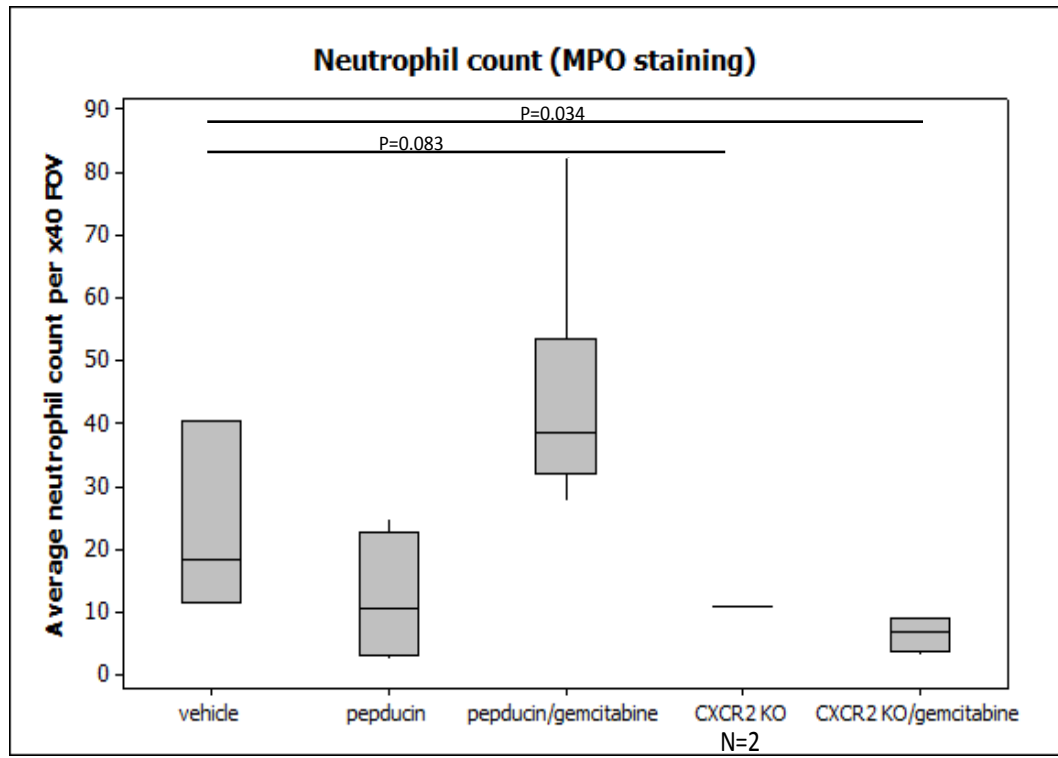 Neutrophil count (MPO staining)
Average neutrophil count per x40 FOV
90
80
70
60
50
40
30
20
10
0
P=0.034
P=0.083
vehicle pepducin pepducin/gemcitabine CXCR2 KO CXCR2 KO/gemcitabine
N=2